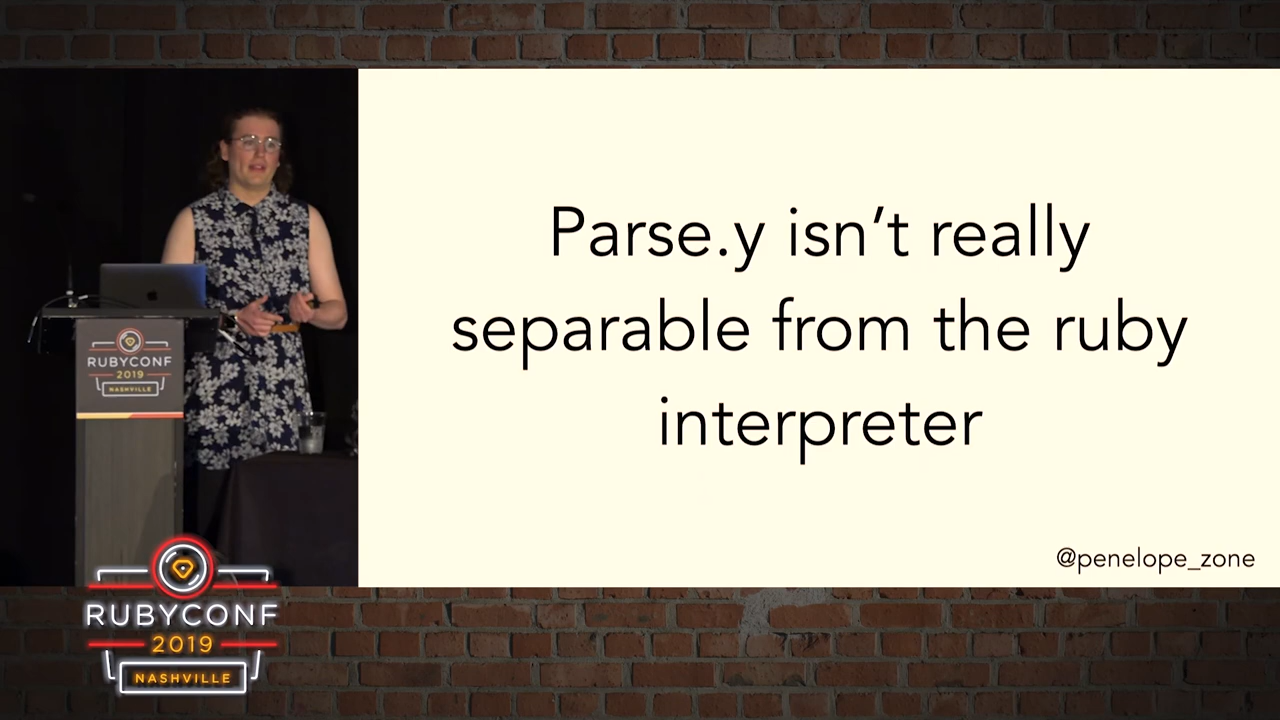 Parse.y isn’t really
separable from the ruby
interpreter
@penelope_zone
RUBYCONF
2019
NASHVILLE
RUBYCONF
2019
NASHVILLE